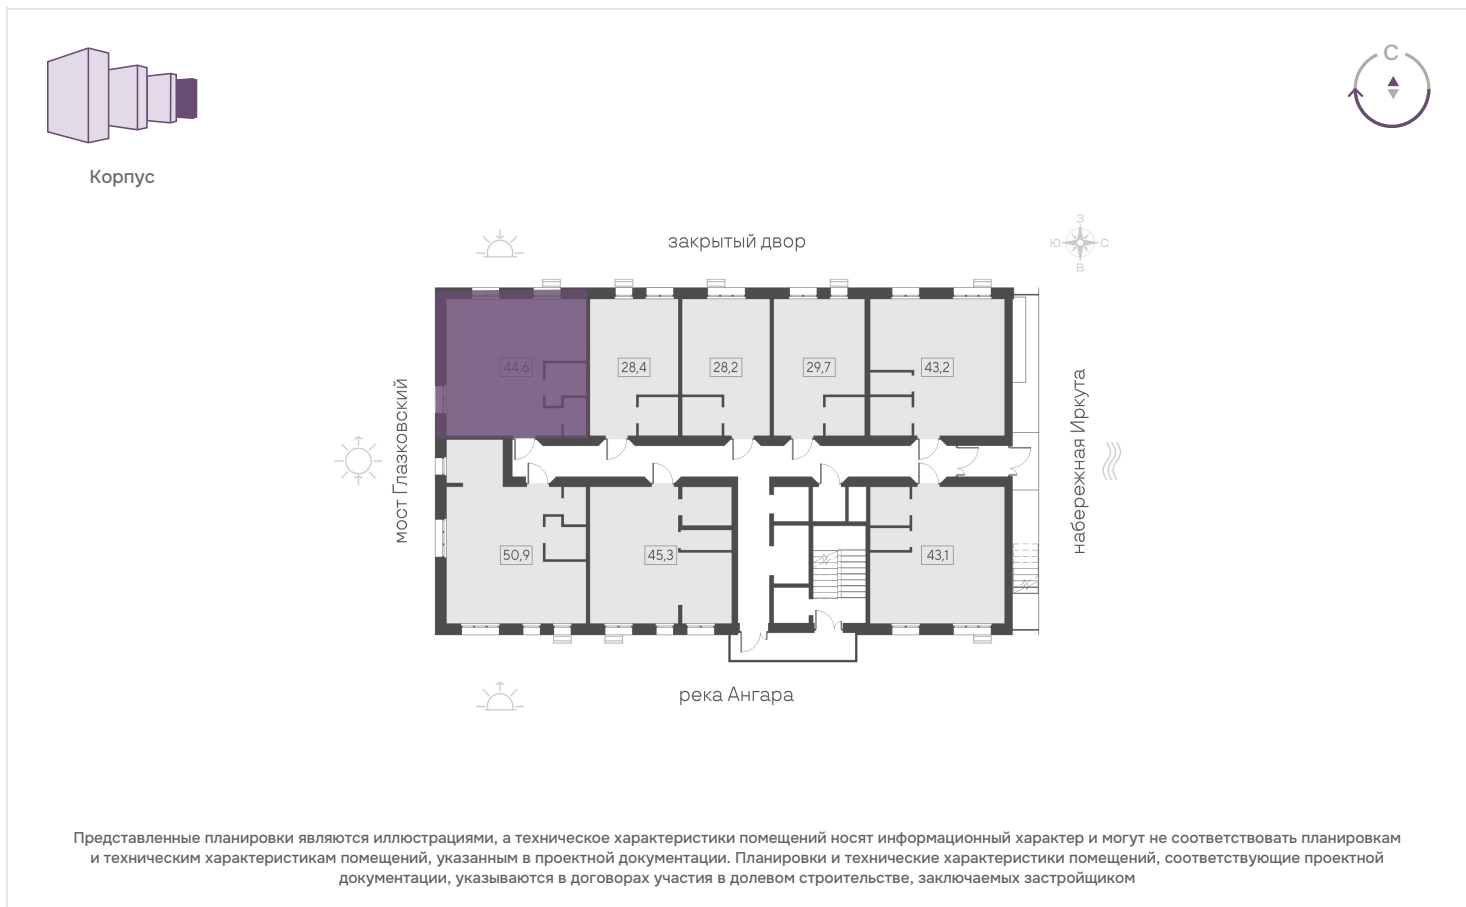 С
Корпус
З
Ю С
В
закрытый двор
44,6
28,4
28,2
29,7
43,2
мост Глазковский
набережная Иркута
50,9
45,3
43,1
река Ангара
Представленные планировки являются иллюстрациями, а техническое характеристики помещений носят информационный характер и могут не соответствовать планировкам
и техническим характеристикам помещений, указанным в проектной документации. Планировки и технические характеристики помещений, соответствующие проектной
документации, указываются в договорах участия в долевом строительстве, заключаемых застройщиком